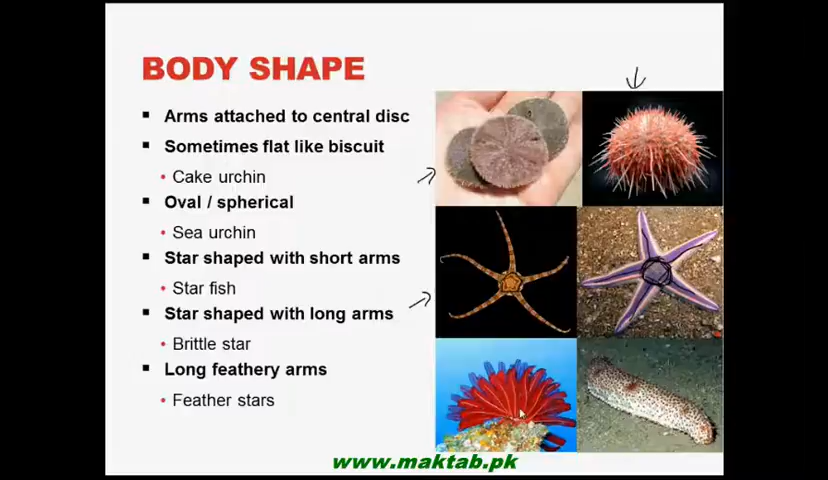 BODY SHAPE
▪ Arms attached to central disc
▪ Sometimes flat like biscuit
• Cake urchin
▪ Oval / spherical
• Sea urchin
▪ Star shaped with short arms
• Star fish
▪ Star shaped with long arms
• Brittle star
▪ Long feathery arms
• Feather stars
www.maktab.pk